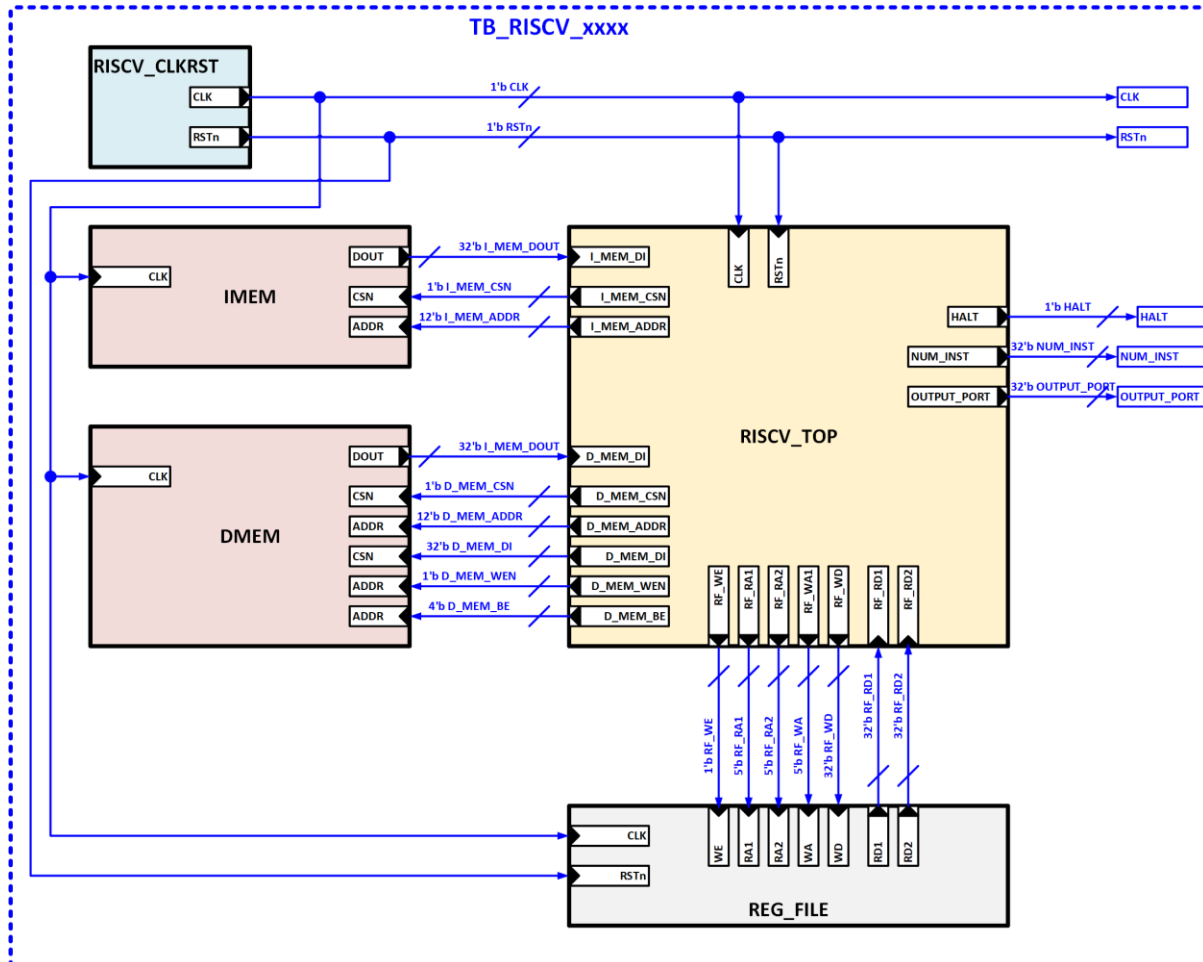 TB_RISCV_xxxx
RISCV_CLKRST
CLK
1'b CLK
CLK
RSTn
1'b RSTn
RSTn
CLK
RSTn
IMEM
CLK
DOUT
32'b I_MEM_DOUT
I_MEM_DI
CSN
1'b I_MEM_CSN
I_MEM_CSN
ADDR
12'b I_MEM_ADDR
I_MEM_ADDR
HALT
1'b HALT
HALT
NUM_INST
32'b NUM_INST
NUM_INST
OUTPUT_PORT
32'b OUTPUT_PORT
OUTPUT_PORT
RISCV_TOP
DMEM
CLK
DOUT
32'b I_MEM_DOUT
D_MEM_DI
CSN
1'b D_MEM_CSN
D_MEM_CSN
ADDR
12'b D_MEM_ADDR
D_MEM_ADDR
CSN
32'b D_MEM_DI
D_MEM_DI
ADDR
1'b D_MEM_WEN
D_MEM_WEN
ADDR
4'b D_MEM_BE
D_MEM_BE
RF_WE
RF_RA1
RF_RA2
RF_WA1
RF_WD
RF_RD1
RF_RD2
1'b RF_WE
5'b RF_RA1
5'b RF_RA2
5'b RF_WA
32'b RF_WD
32'b RF_RD1
32'b RF_RD2
CLK
RSTn
WE
RA1
RA2
WA
WD
RD1
RD2
REG_FILE